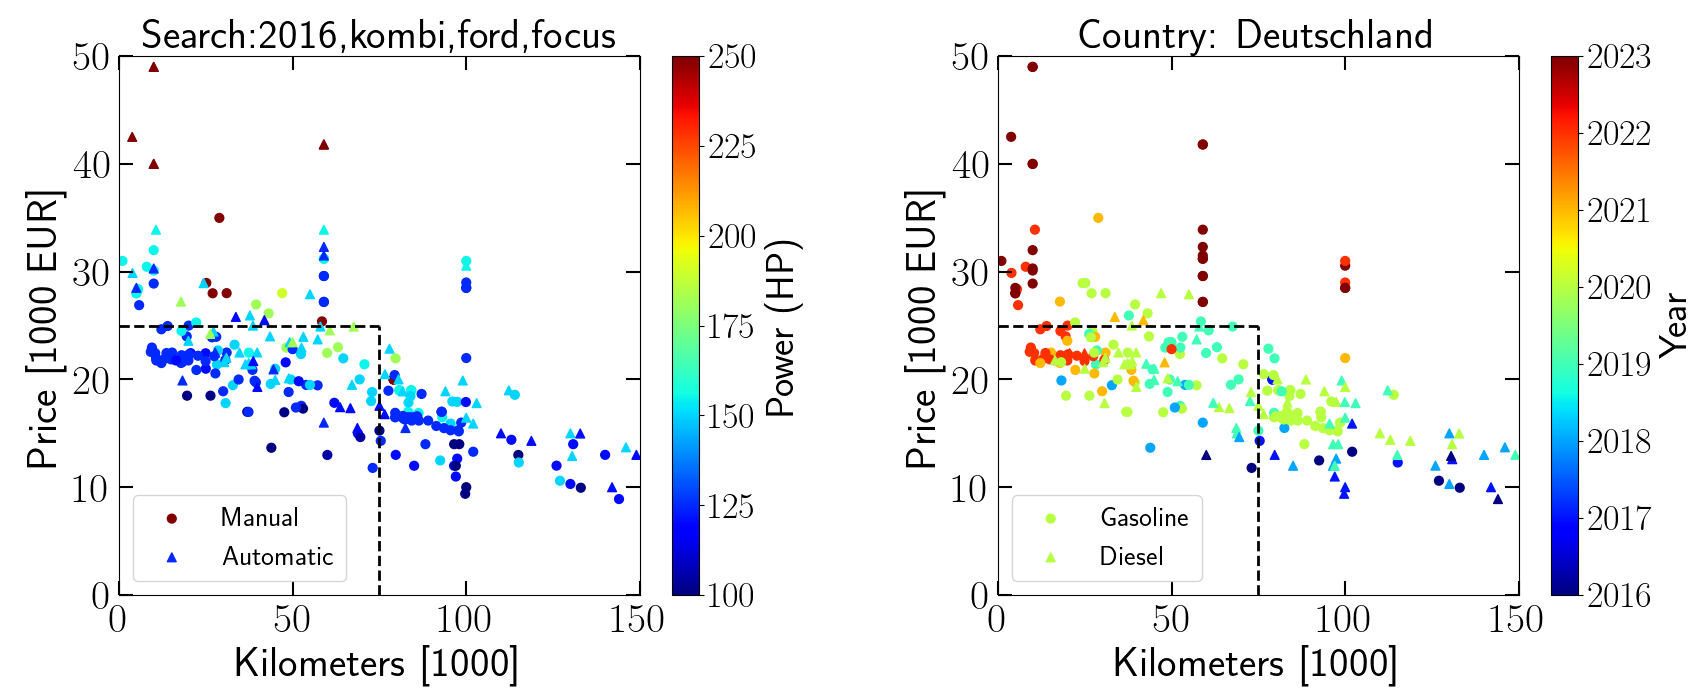 Search:2016,kombi,ford,focus
50
40
30
20
10
0
0
50
100
150
Price [1000 EUR]
Kilometers [1000]
Manual
Automatic
250
225
200
175
150
125
100
Power (HP)
Country: Deutschland
50
40
30
20
10
0
0
50
100
150
Price [1000 EUR]
Kilometers [1000]
Gasoline
Diesel
2023
2022
2021
2020
2019
2018
2017
2016
Year